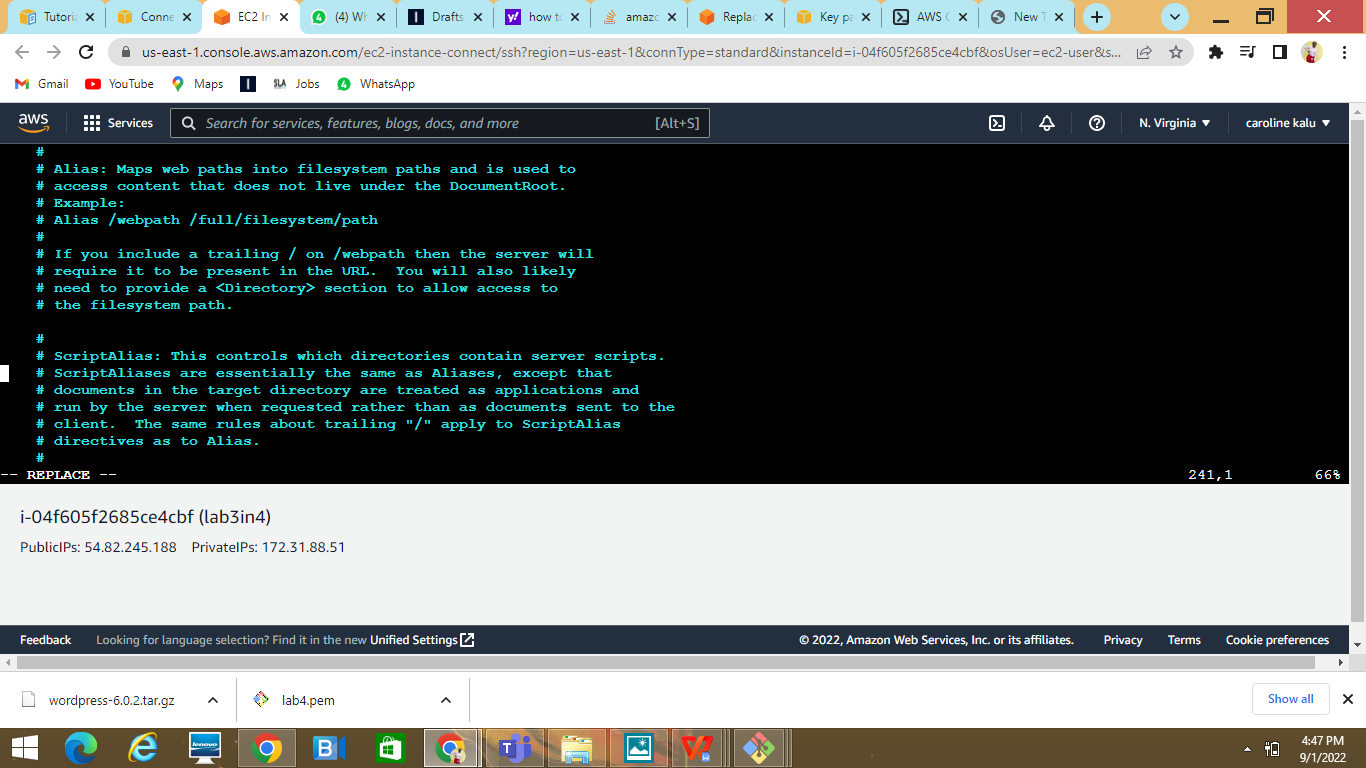 Tutoria
Conne
EC2 In
(4) Wh
Drafts
how to
amazo
Replac
Key pa
AWS C
New T
us-east-1.console.aws.amazon.com/ec2-instance-connect/ssh?region=us-east-1&connType=standard&instanceId=i-04f605f2685ce4cbf&osUser=ec2-user&s...
Gmail
YouTube
Maps
SLA
Jobs
WhatsApp
aws
Services
Search for services, features, blogs, docs, and more
[Alt+S]
N. Virginia
caroline kalu
#
# Alias: Maps web paths into filesystem paths and is used to
# access content that does not live under the DocumentRoot.
# Example:
# Alias /webpath /full/filesystem/path
#
# If you include a trailing / on /webpath then the server will
# require it to be present in the URL.  You will also likely
# need to provide a <Directory> section to allow access to
# the filesystem path.
#
# ScriptAlias: This controls which directories contain server scripts.
# ScriptAliases are essentially the same as Aliases, except that
# documents in the target directory are treated as applications and
# run by the server when requested rather than as documents sent to the
# client.  The same rules about trailing "/" apply to ScriptAlias
# directives as to Alias.
#
-- REPLACE --
241,1
66%
i-04f605f2685ce4cbf (lab3in4)
PublicIPs: 54.82.245.188 PrivateIPs: 172.31.88.51
Feedback
Looking for language selection? Find it in the new Unified Settings
© 2022, Amazon Web Services, Inc. or its affiliates.
Privacy
Terms
Cookie preferences
wordpress-6.0.2.tar.gz
lab4.pem
Show all
lenovo
4:47 PM
9/1/2022